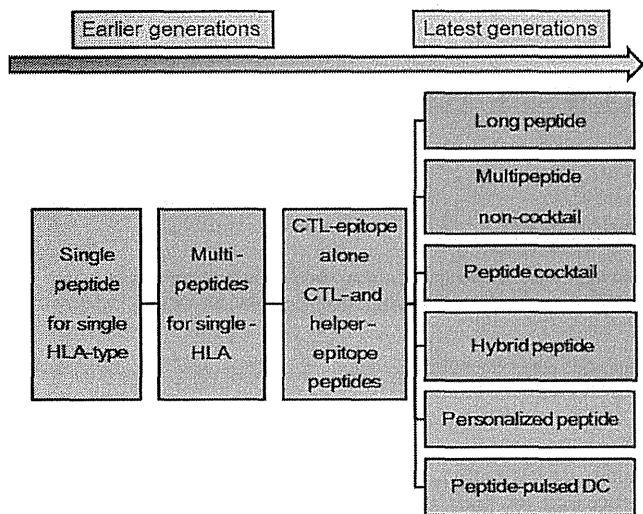 Earlier generations
Latest generations
Single
peptide
for single
HLA-type
Multi-
peptides
for single-
HLA
CTL-epitope
alone
CTL-and
helper-
epitope
peptides
Long peptide
Multipeptide
non-cocktail
Peptide cocktail
Hybrid peptide
Personalized peptide
Peptide-pulsed DC